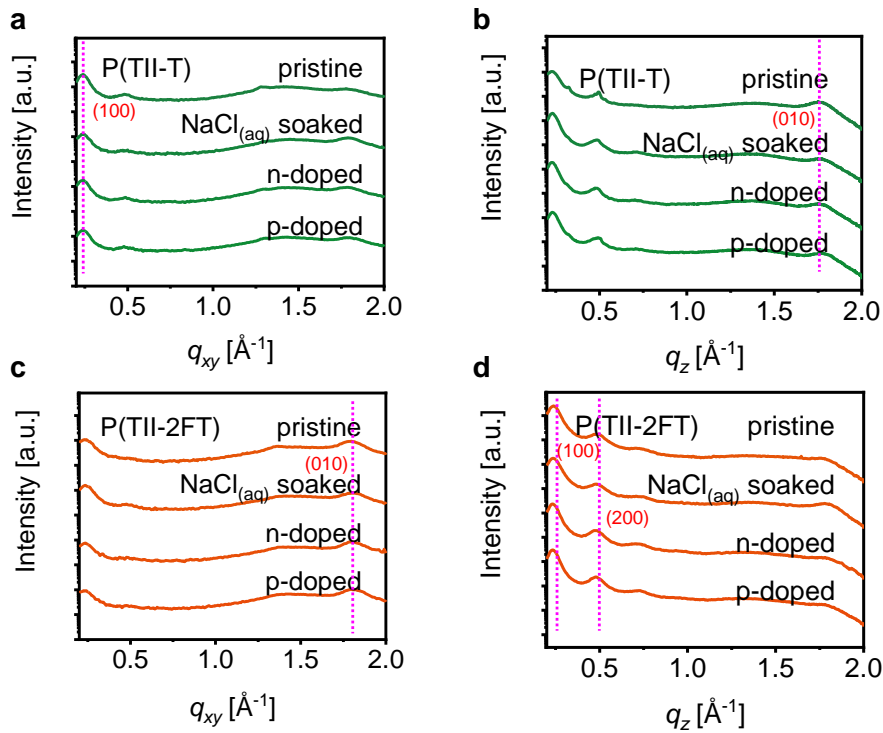 a
P(TII-T)
pristine
(100)
NaCl(aq) soaked
n-doped
p-doped
Intensity [a.u.]
0.5 1.0 1.5 2.0
qxy [Å-1]
b
P(TII-T)
pristine
(010)
NaCl(aq) soaked
n-doped
p-doped
Intensity [a.u.]
0.5 1.0 1.5 2.0
qz [Å-1]
c
P(TII-2FT)
pristine
(010)
NaCl(aq) soaked
n-doped
p-doped
Intensity [a.u.]
0.5 1.0 1.5 2.0
qxy [Å-1]
d
P(TII-2FT)
pristine
(100)
NaCl(aq) soaked
(200)
n-doped
p-doped
Intensity [a.u.]
0.5 1.0 1.5 2.0
qz [Å-1]